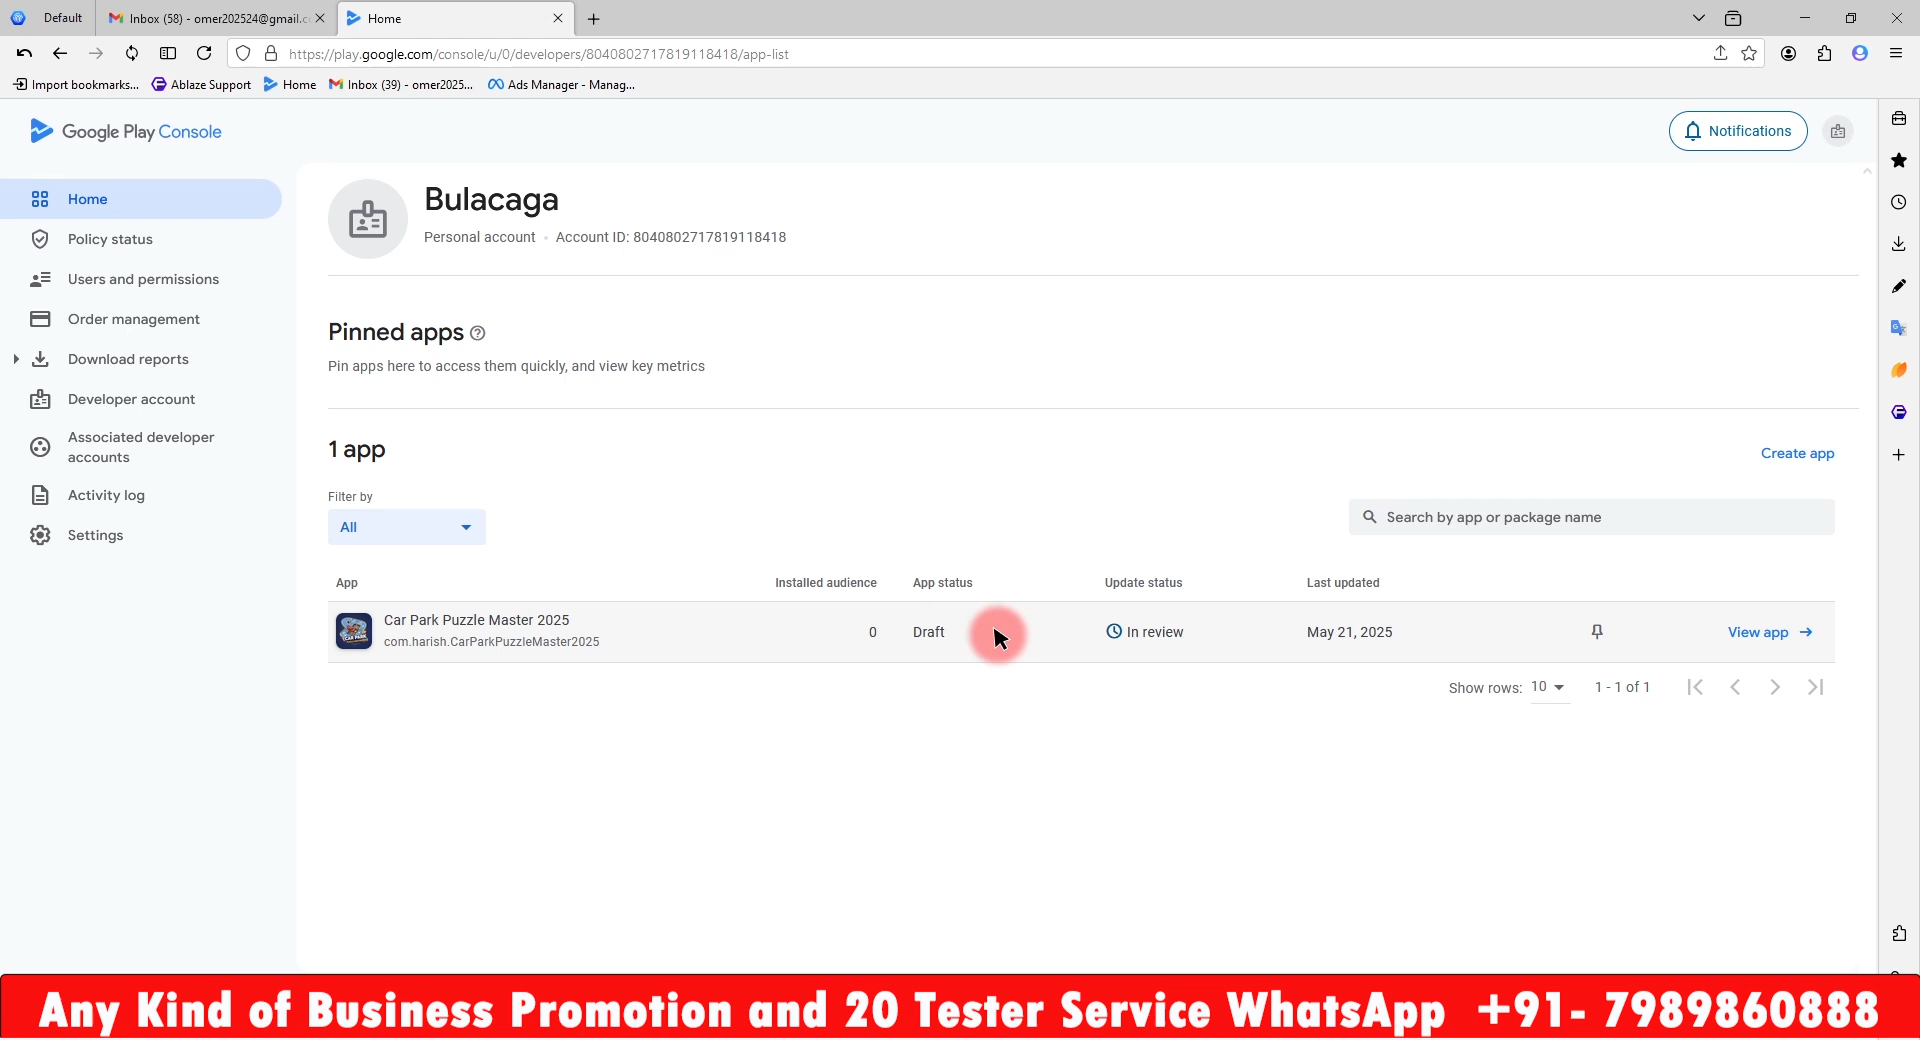 Default
Inbox (58) - omer202524@gmail.c
Home
https://play.google.com/console/u/0/developers/8040802717819118418/app-list
Import bookmarks...
Ablaze Support
Home
Inbox (39) - omer2025...
Ads Manager - Manag...
Google Play Console
Notifications
Home
Policy status
Users and permissions
Order management
Download reports
Developer account
Associated developer
accounts
Activity log
Settings
Bulacaga
Personal account · Account ID: 8040802717819118418
Pinned apps
Pin apps here to access them quickly, and view key metrics
1 app
Create app
Filter by
All
Search by app or package name
App
Installed audience
App status
Update status
Last updated
Car Park Puzzle Master 2025
com.harish.CarParkPuzzleMaster2025
0
Draft
In review
May 21, 2025
View app
Show rows: 10
1 - 1 of 1
Any Kind of Business Promotion and 20 Tester Service WhatsApp +91- 7989860888